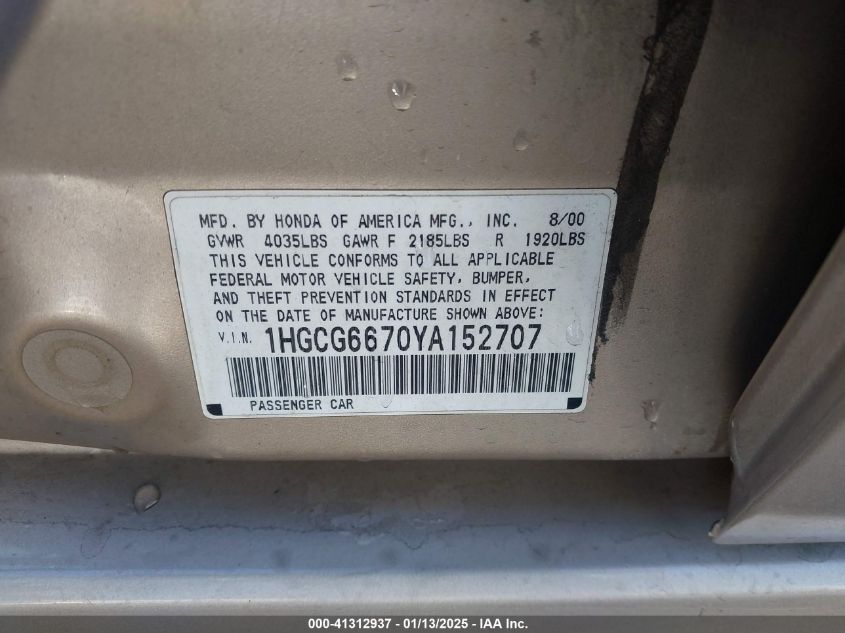 MFD. BY HONDA OF AMERICA MFG., INC. 8/00
GVWR 4035LBS GAWR F 2185LBS R 1920LBS
THIS VEHICLE CONFORMS TO ALL APPLICABLE
FEDERAL MOTOR VEHICLE SAFETY, BUMPER,
AND THEFT PREVENTION STANDARDS IN EFFECT
ON THE DATE OF MANUFACTURE SHOWN ABOVE:
V.I.N. 1HGCG6670YA152707
PASSENGER CAR
000-41312937 - 01/13/2025 - IAA Inc.